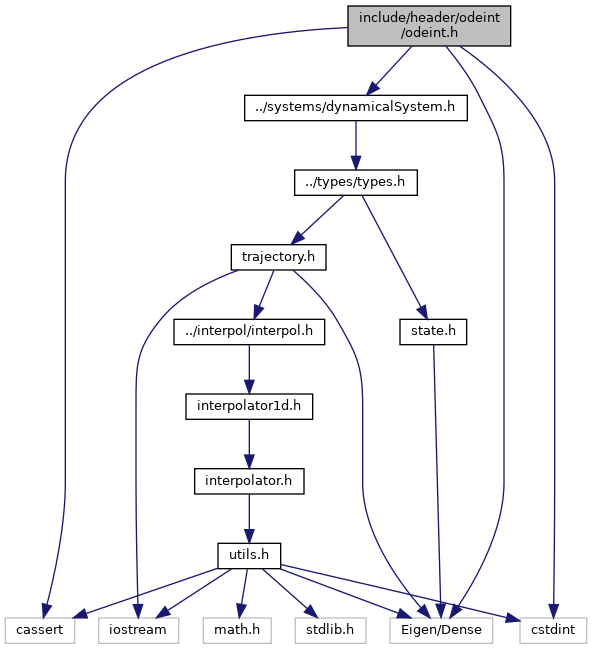 include/header/odeint
/odeint.h
../systems/dynamicalSystem.h
../types/types.h
trajectory.h
../interpol/interpol.h
state.h
interpolator1d.h
interpolator.h
utils.h
cassert
iostream
math.h
stdlib.h
Eigen/Dense
cstdint